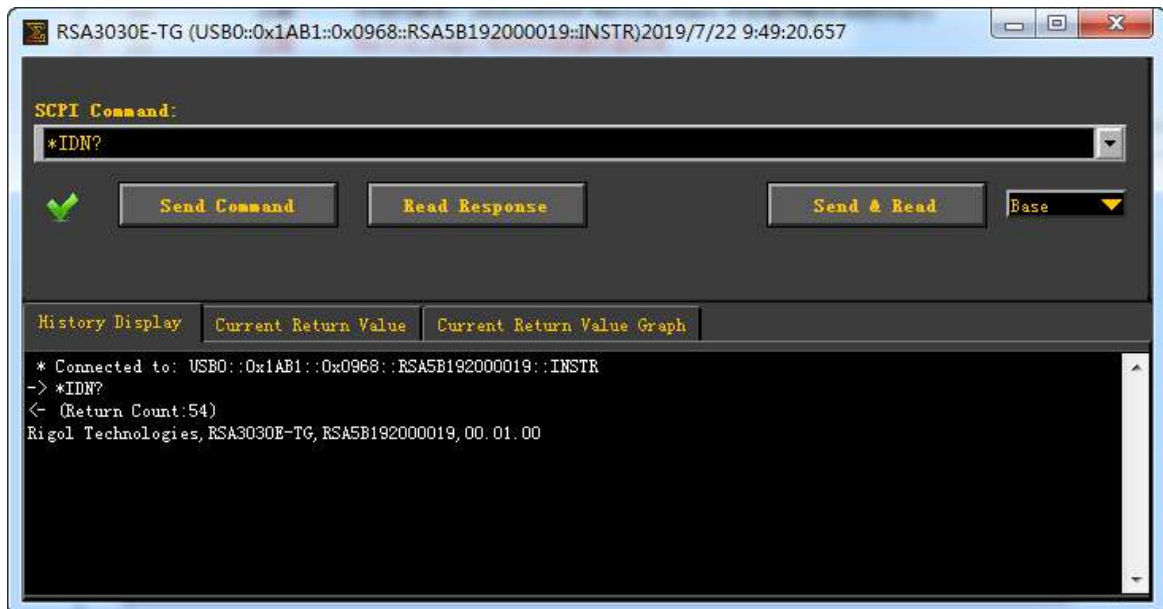 RSA3030E-TG (USB0::0x1AB1::0x0968::RSA5B192000019::INSTR)2019/7/22 9:49:20.657
SCPI Command:
*IDN?
Send Command Read Response Send & Read Base
History Display Current Return Value Current Return Value Graph
* Connected to: USB0::0x1AB1::0x0968::RSA5B192000019::INSTR
-> *IDN?
<- (Return Count:54)
Rigol Technologies,RSA3030E-TG,RSA5B192000019,00.01.00